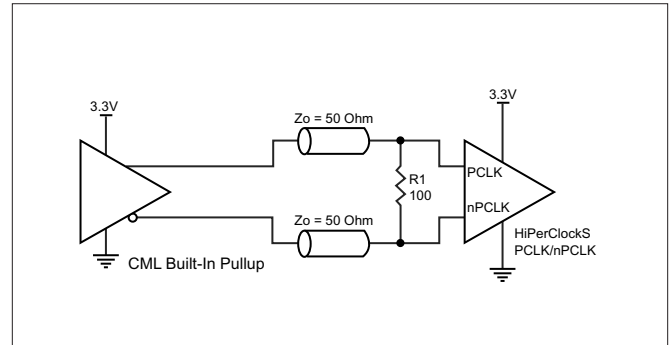 3.3V
3.3V
Zo = 50 Ohm
PCLK
R1
100
nPCLK
Zo = 50 Ohm
HiPerClockS
PCLK/nPCLK
CML Built-In Pullup